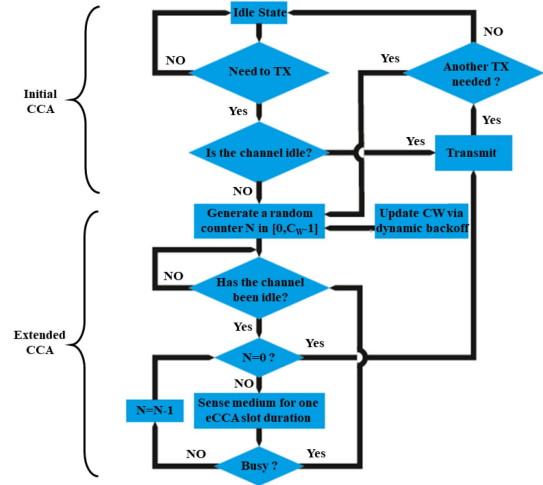 Idle State
NO
NO
Need to TX
Yes
Another TX
needed ?
Initial
CCA
Yes
Yes
Is the channel idle?
Yes
Transmit
NO
Generate a random
counter N in [0,CW-1]
Update CW via
dynamic backoff
NO
Has the channel
been idle?
Extended
CCA
Yes
Yes
N=0 ?
NO
N=N-1
Sense medium for one
eCCA slot duration
NO
Yes
Busy ?